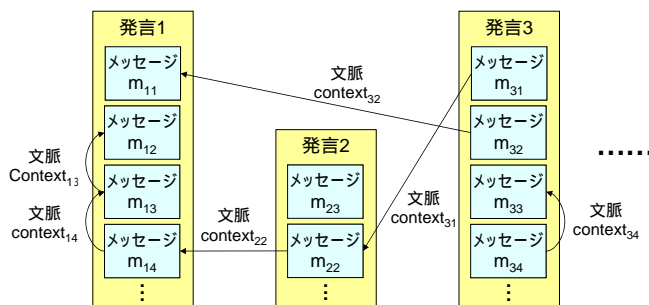 発言1
メッセージ
m11
メッセージ
m12
メッセージ
m13
メッセージ
m14
⋮
文脈
Context13
文脈
context14
文脈
context22
発言2
メッセージ
m23
メッセージ
m22
⋮
文脈
context32
文脈
context31
発言3
メッセージ
m31
メッセージ
m32
メッセージ
m33
メッセージ
m34
⋮
文脈
context34
……